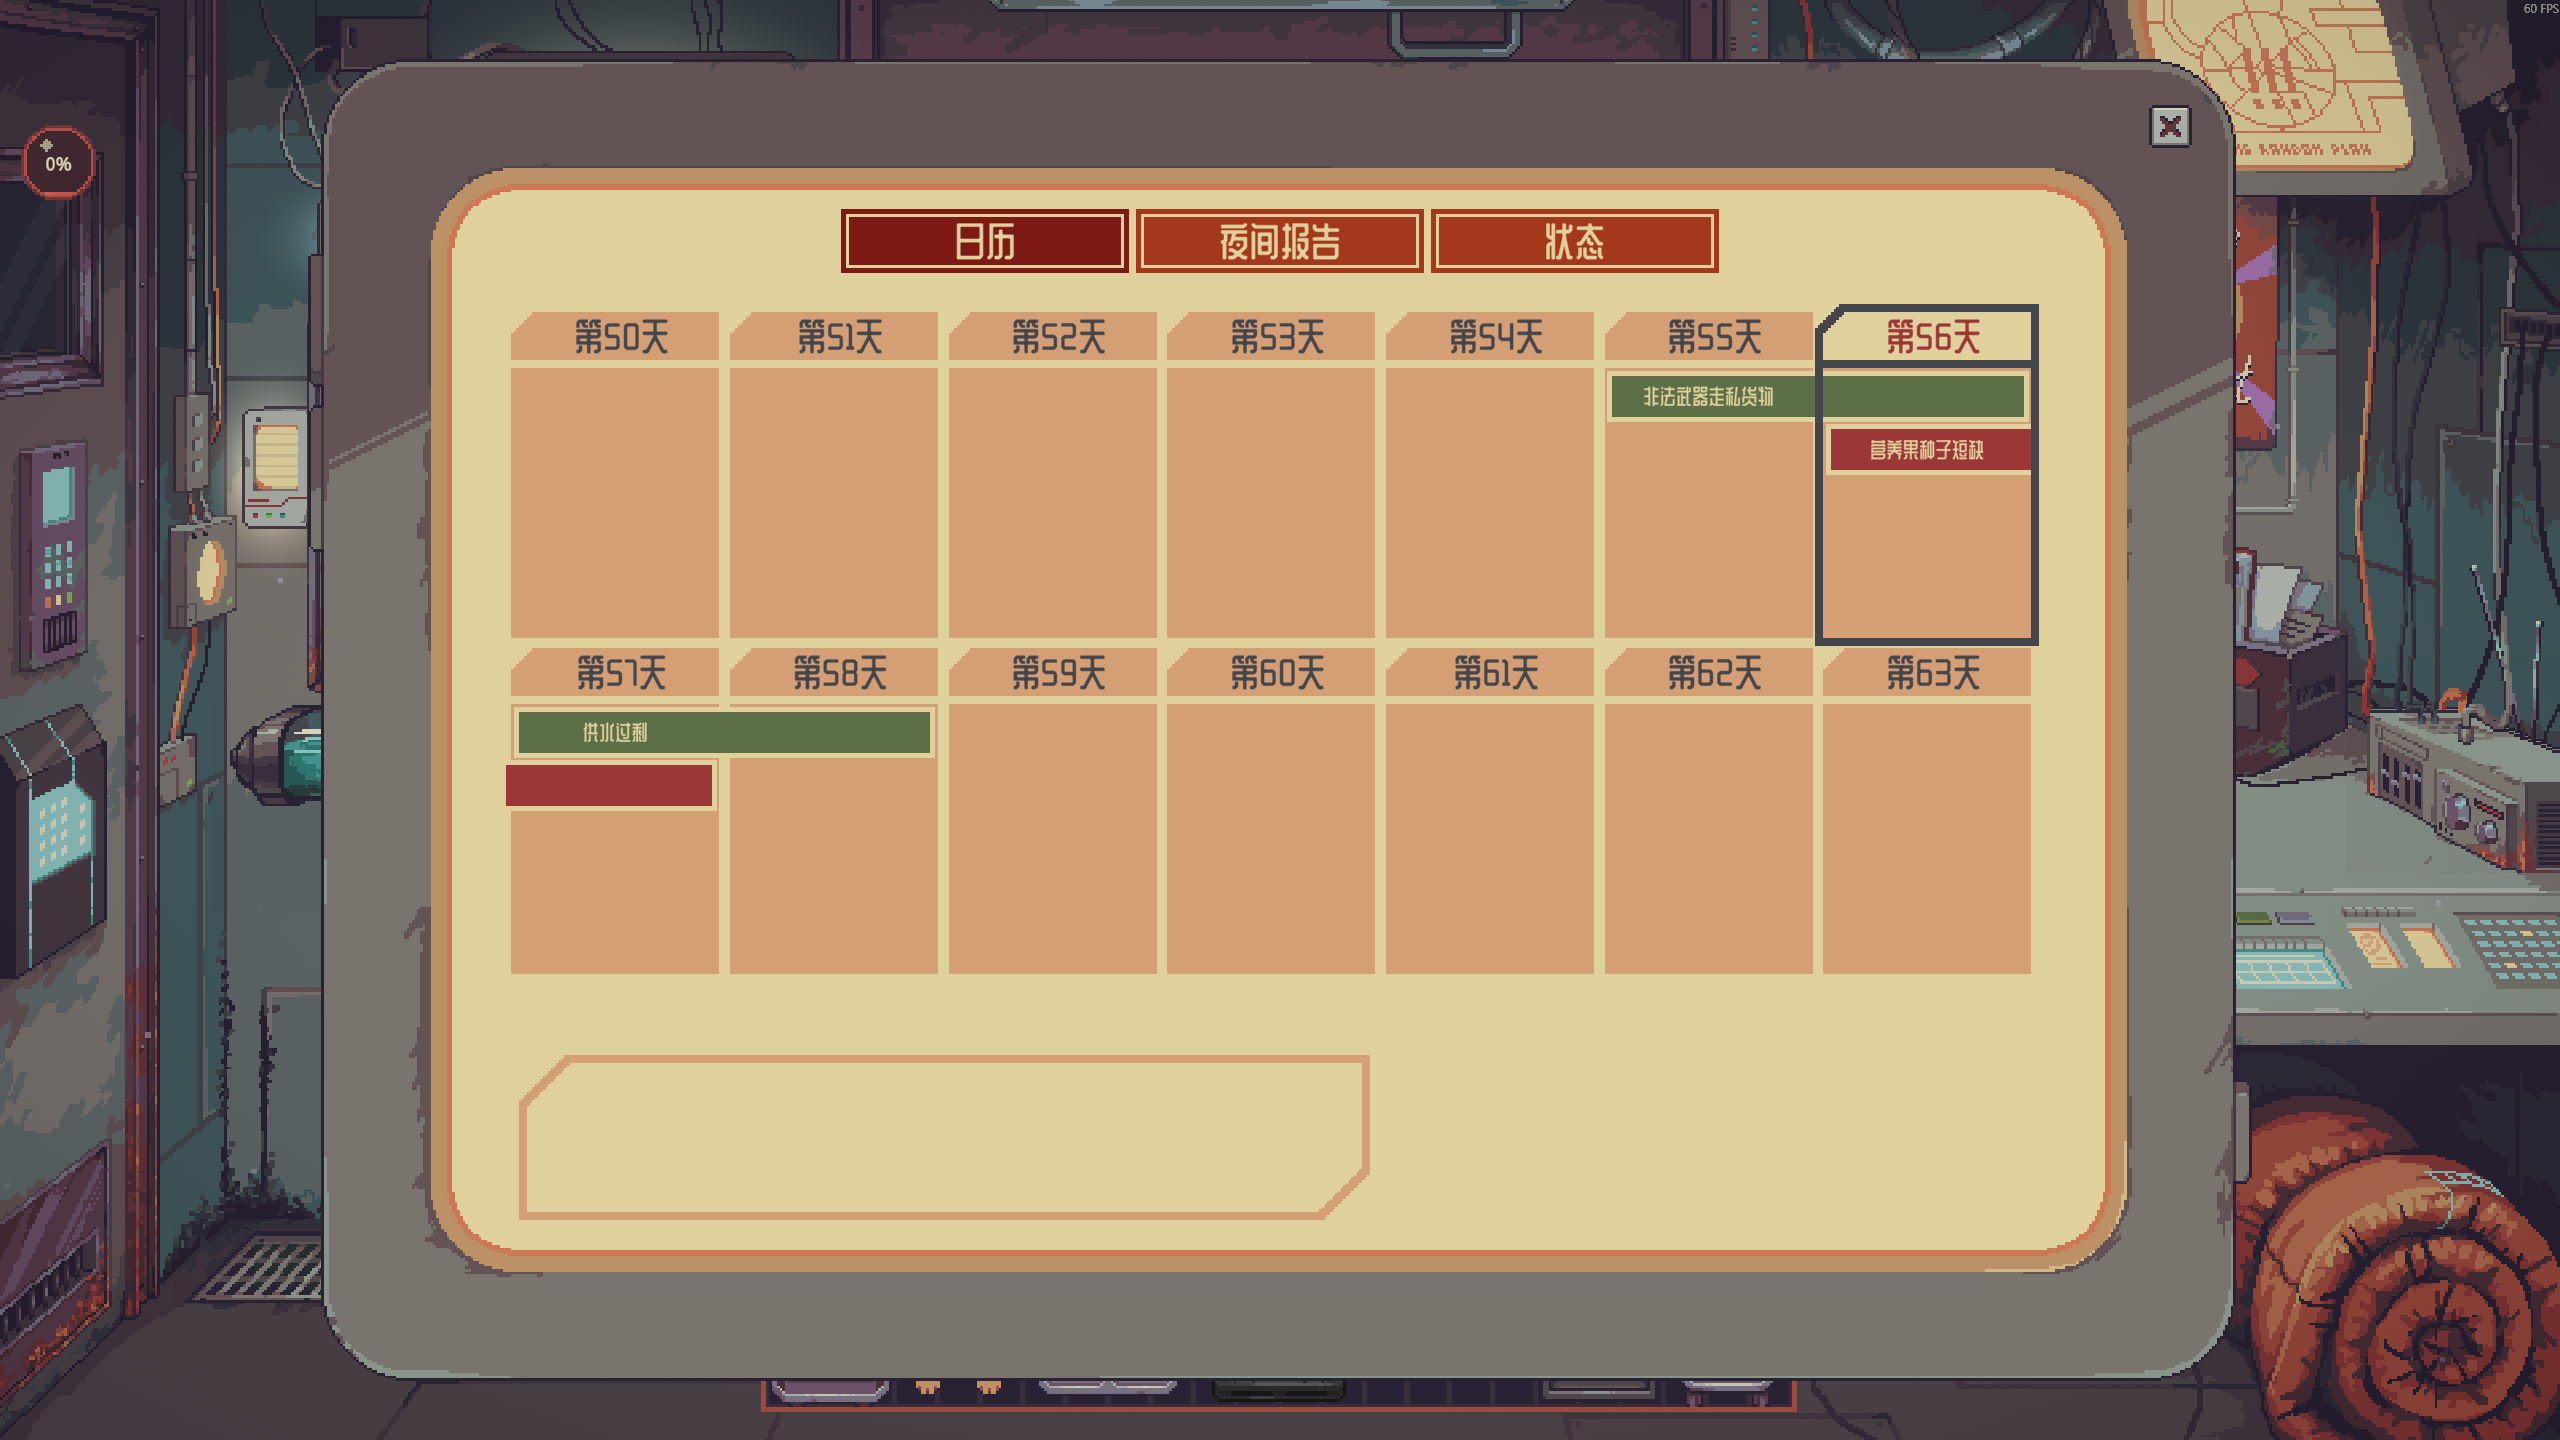 60 FPS
0%
日历 夜间报告 状态
第50天 第51天 第52天 第53天 第54天 第55天 第56天
非法武器走私货物
营养果种子短缺
第57天 第58天 第59天 第60天 第61天 第62天 第63天
供水过剩